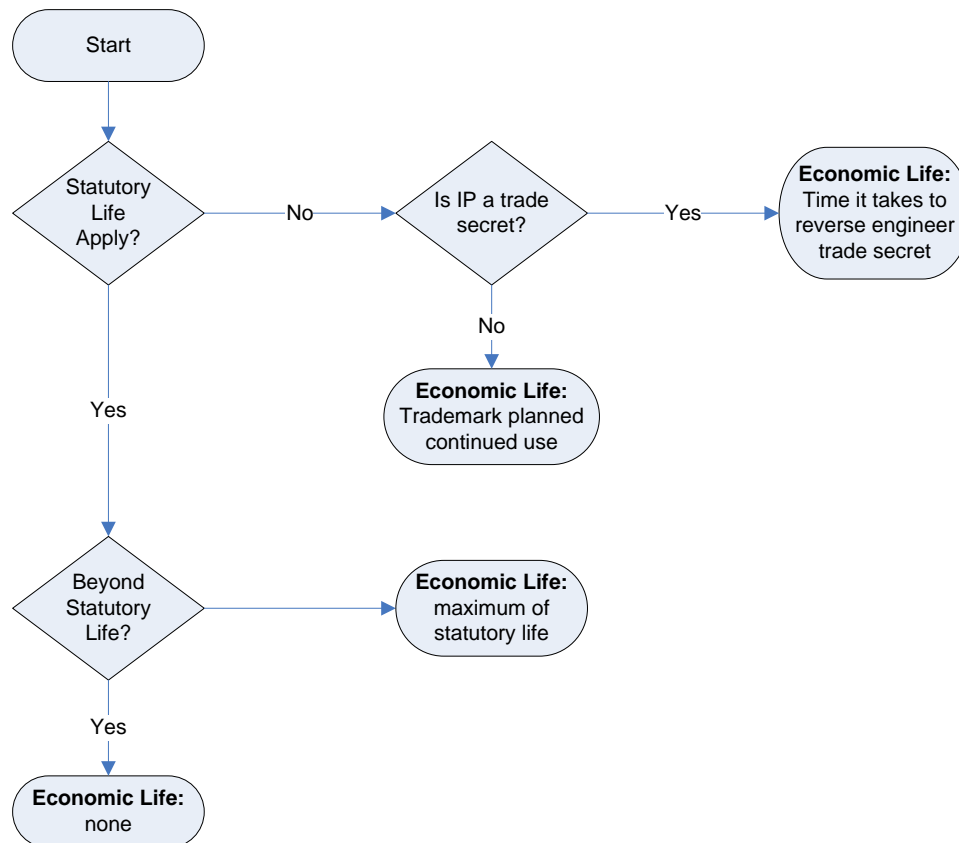 Start
Statutory
Life
Apply?
No
Is IP a trade
secret?
Yes
Economic Life:
Time it takes to
reverse engineer
trade secret
No
Economic Life:
Trademark planned
continued use
Yes
Beyond
Statutory
Life?
Economic Life:
maximum of
statutory life
Yes
Economic Life:
none